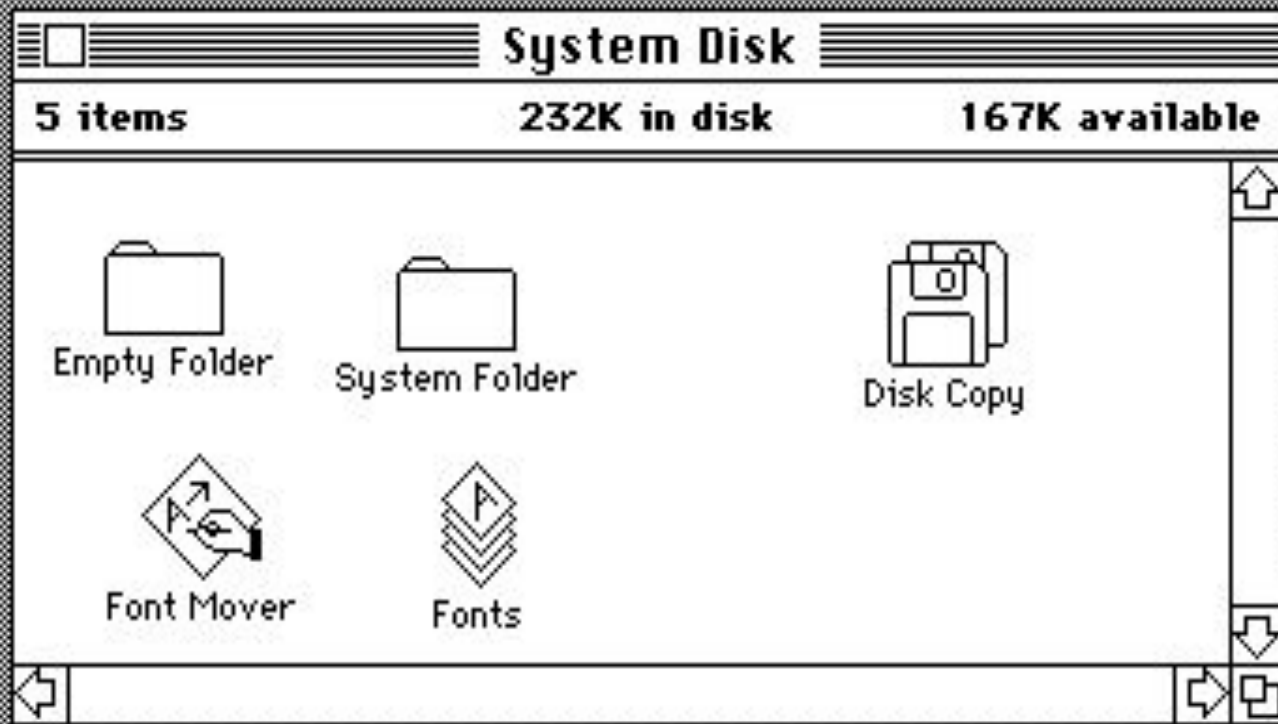 System Disk
5 items 232K in disk 167K available
Empty Folder
System Folder
Disk Copy
Font Mover
Fonts